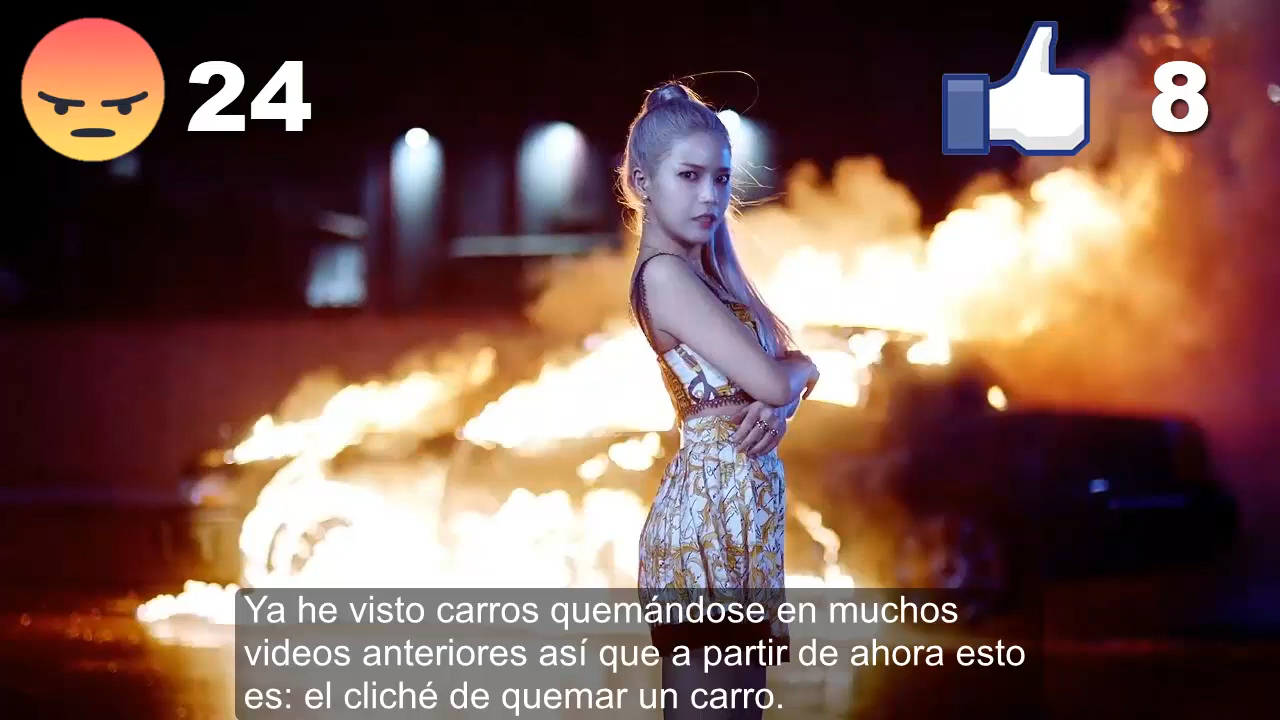 24
8
Ya he visto carros quemándose en muchos
videos anteriores así que a partir de ahora esto
es: el cliché de quemar un carro.